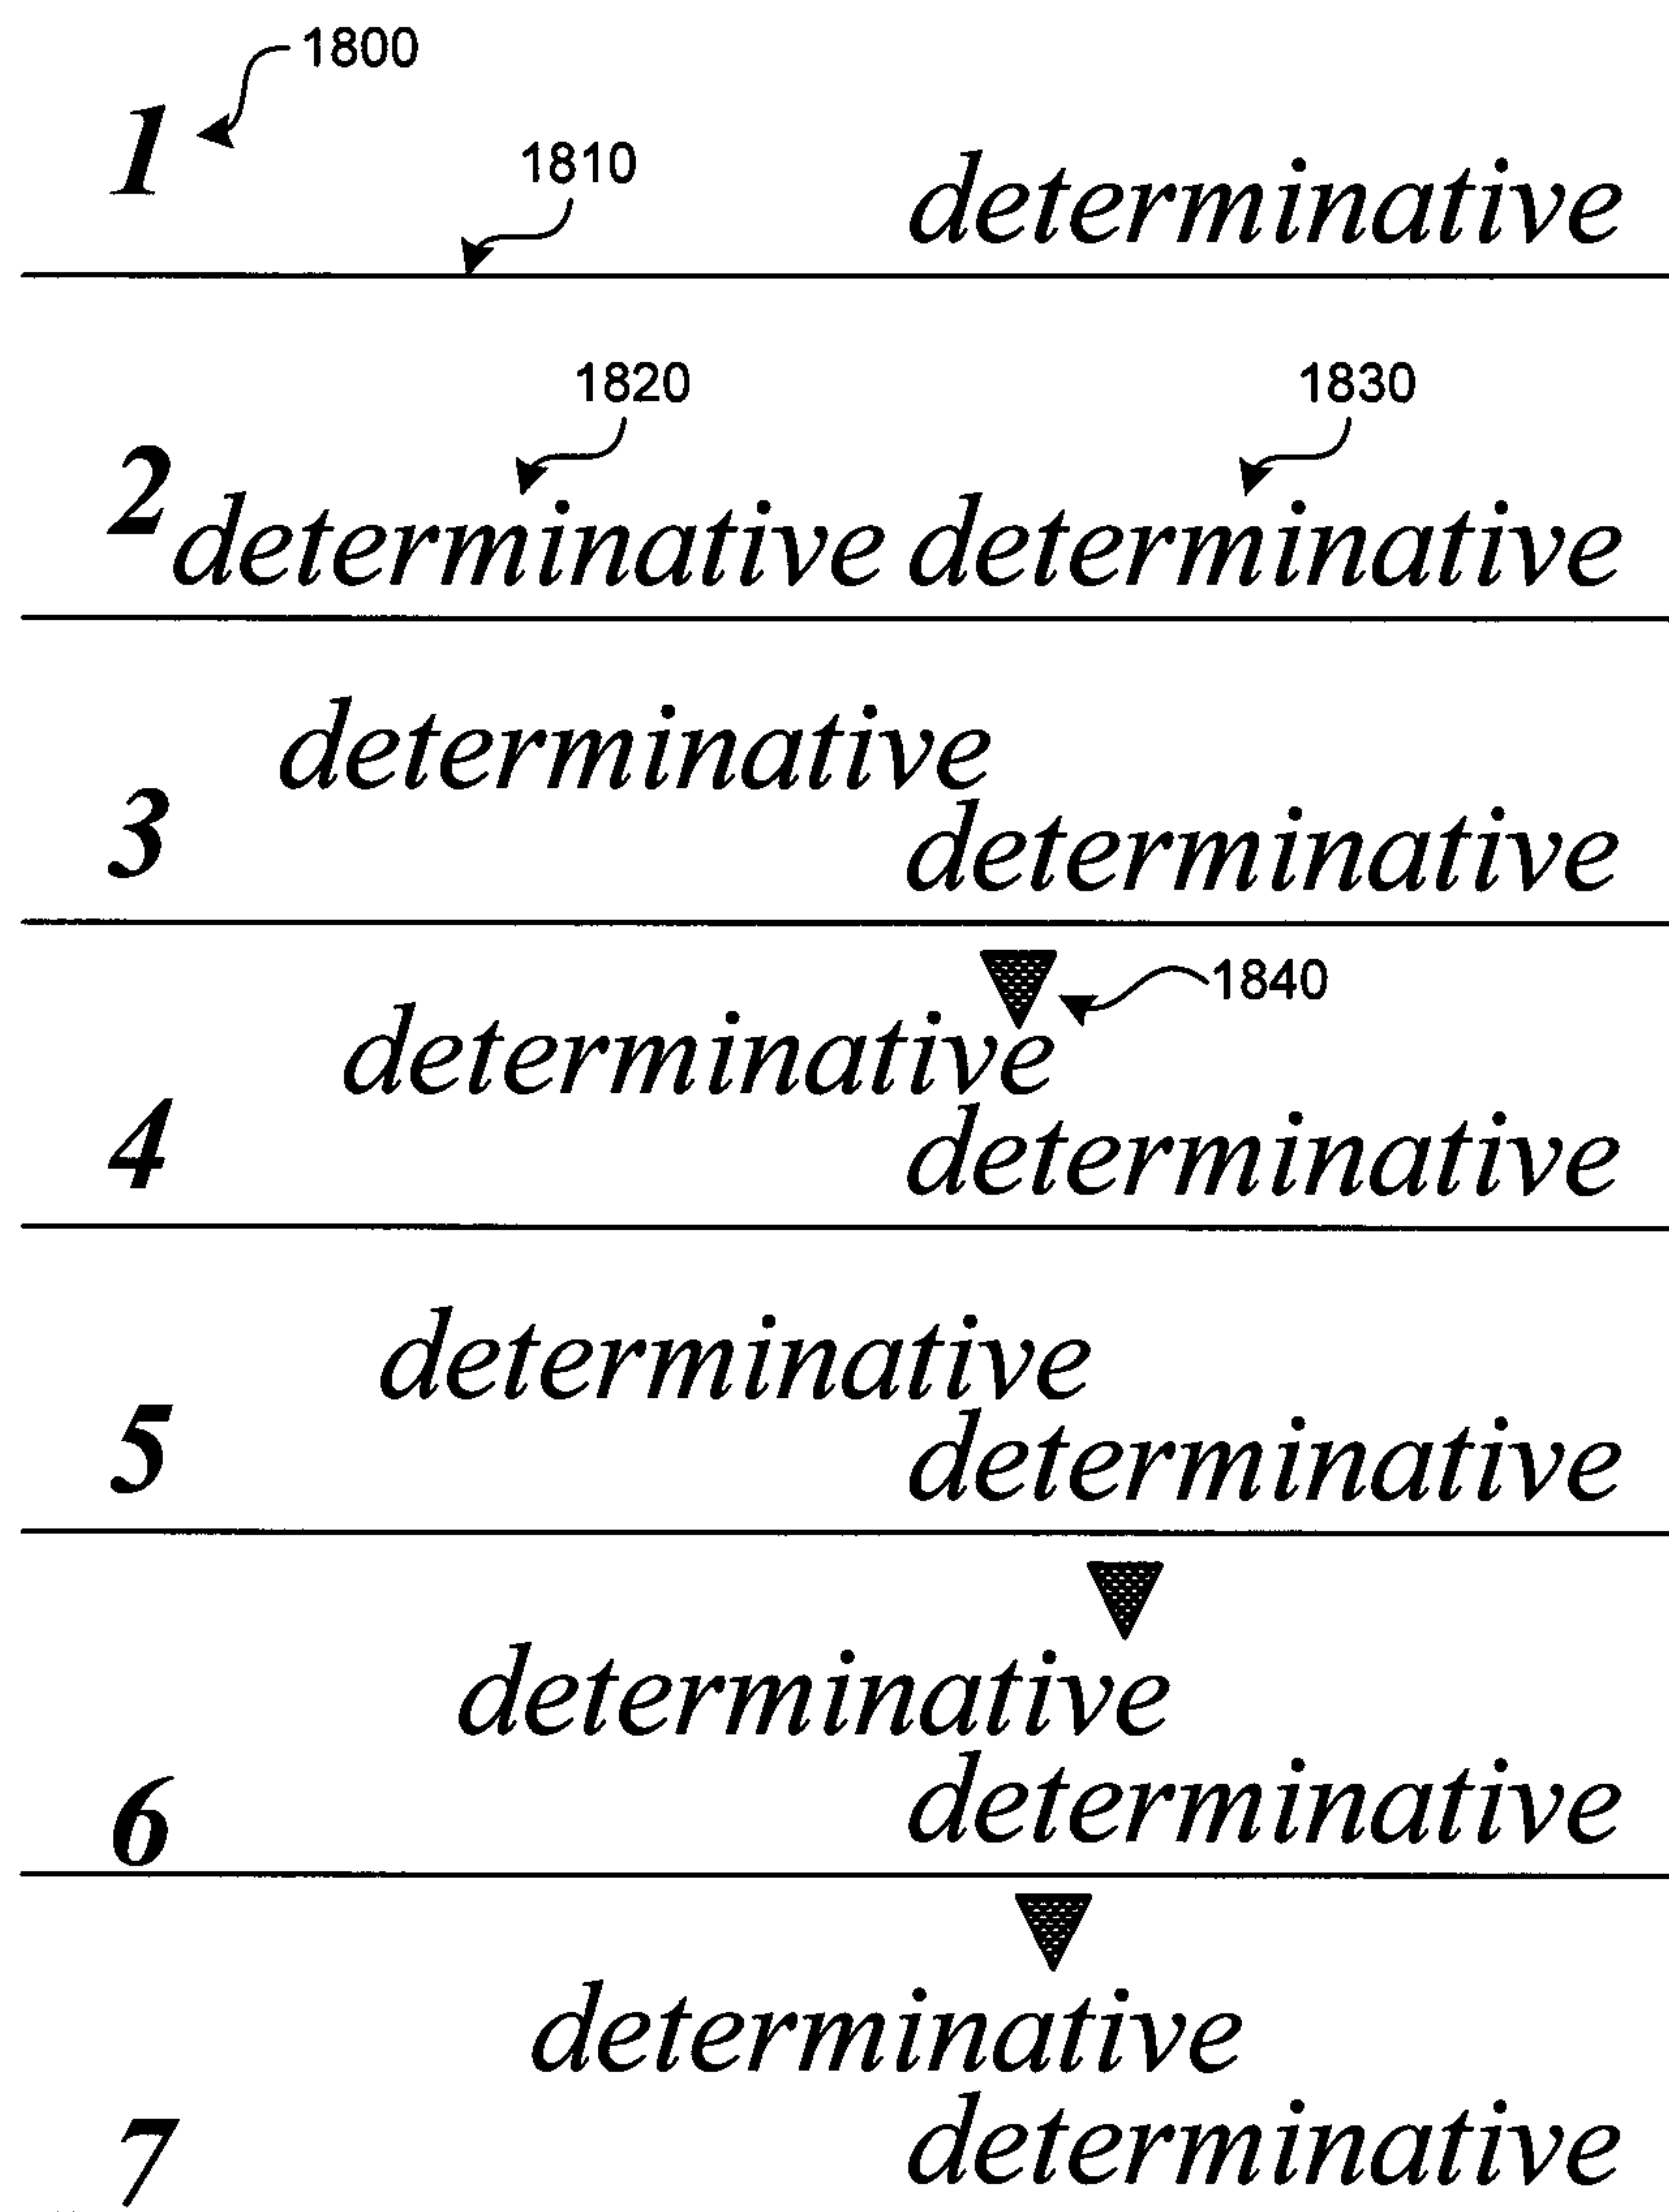 1800
1
1810
determinative
1820
1830
2
determinative determinative
determinative
3
determinative
1840
determinative
4
determinative
determinative
5
determinative
determinative
6
determinative
determinative
7
determinative